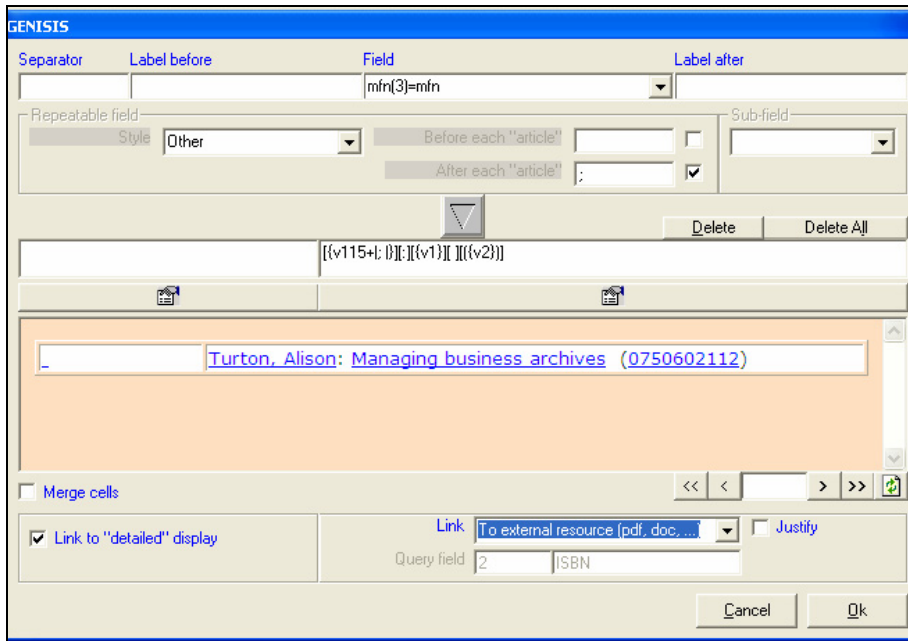 GENISIS
Separator Label before Field Label after
mfn(3)=mfn
Repeatable field Sub-field
Style Other Before each "article"
After each "article" ;
Delete Delete All
[{v115+|; |}][:][{v1}][ ][({v2})]
_ Turton, Alison: Managing business archives (0750602112)
Merge cells << < > >>
Link to "detailed" display Link To external resource (pdf, doc, ...) Justify
Query field 2 ISBN
Cancel Ok